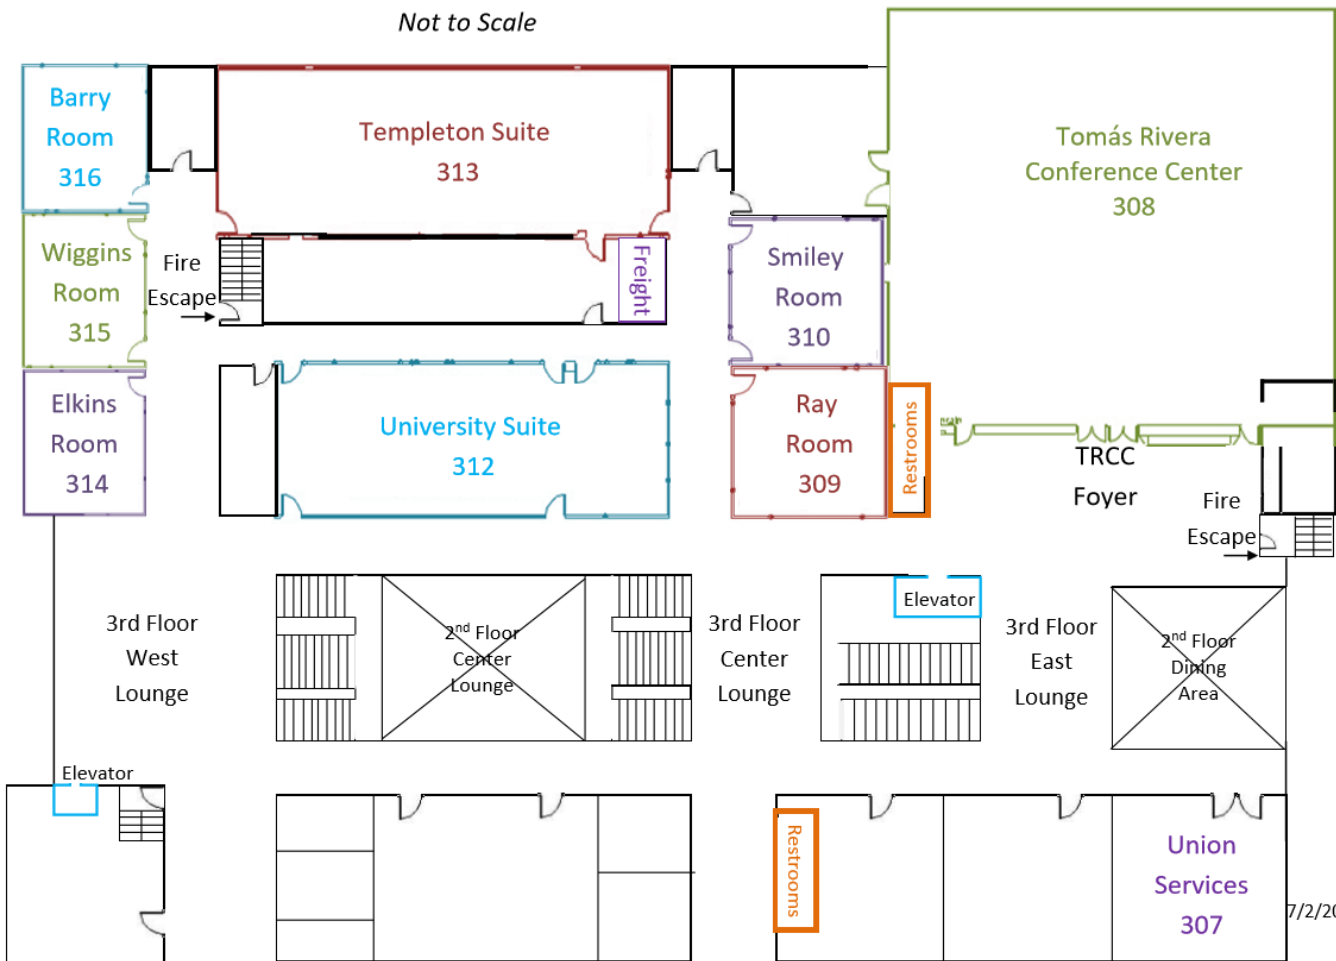 Not to Scale
Barry
Room
316
Templeton Suite
313
Tomás Rivera
Conference Center
308
Wiggins
Room
315
Fire
Escape
Freight
Smiley
Room
310
Elkins
Room
314
University Suite
312
Ray
Room
309
Restrooms
TRCC
Foyer
Fire
Escape
3rd Floor
West
Lounge
2nd Floor
Center
Lounge
3rd Floor
Center
Lounge
Elevator
3rd Floor
East
Lounge
2nd Floor
Dining
Area
Elevator
Restrooms
Union
Services
307
7/2/20